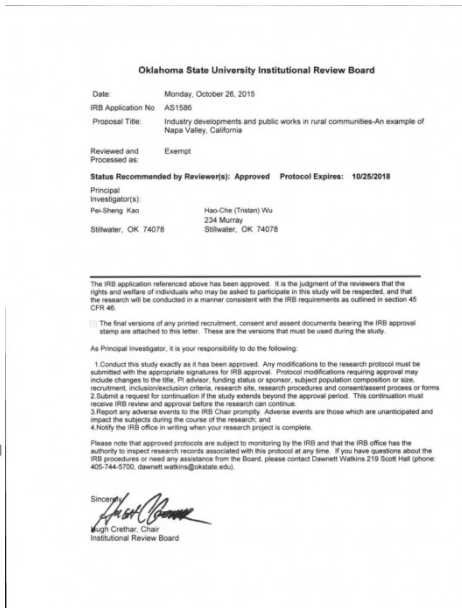 Oklahoma State University Institutional Review Board
Date: Monday, October 26, 2015
IRB Application No AS1586
Proposal Title: Industry developments and public works in rural communities-An example of
Napa Valley, California
Reviewed and Exempt
Processed as:
Status Recommended by Reviewer(s): Approved Protocol Expires: 10/25/2018
Principal
Investigator(s):
Pei-Sheng Kao Hao-Che (Tristan) Wu
234 Murray
Stillwater, OK 74078 Stillwater, OK 74078
The IRB application referenced above has been approved. It is the judgment of the reviewers that the
rights and welfare of individuals who may be asked to participate in this study will be respected, and that
the research will be conducted in a manner consistent with the IRB requirements as outlined in section 45
CFR 46.
The final versions of any printed recruitment, consent and assent documents bearing the IRB approval
stamp are attached to this letter. These are the versions that must be used during the study.
As Principal Investigator, it is your responsibility to do the following:
1.Conduct this study exactly as it has been approved. Any modifications to the research protocol must be
submitted with the appropriate signatures for IRB approval. Protocol modifications requiring approval may
include changes to the title, PI advisor, funding status or sponsor, subject population composition or size,
recruitment, inclusion/exclusion criteria, research site, research procedures and consent/assent process or forms
2.Submit a request for continuation if the study extends beyond the approval period. This continuation must
receive IRB review and approval before the research can continue.
3.Report any adverse events to the IRB Chair promptly. Adverse events are those which are unanticipated and
impact the subjects during the course of the research; and
4.Notify the IRB office in writing when your research project is complete.
Please note that approved protocols are subject to monitoring by the IRB and that the IRB office has the
authority to inspect research records associated with this protocol at any time. If you have questions about the
IRB procedures or need any assistance from the Board, please contact Dawnett Watkins 219 Scott Hall (phone:
405-744-5700, dawnett.watkins@okstate.edu).
Sincerely,
Hugh Crethar, Chair
Institutional Review Board